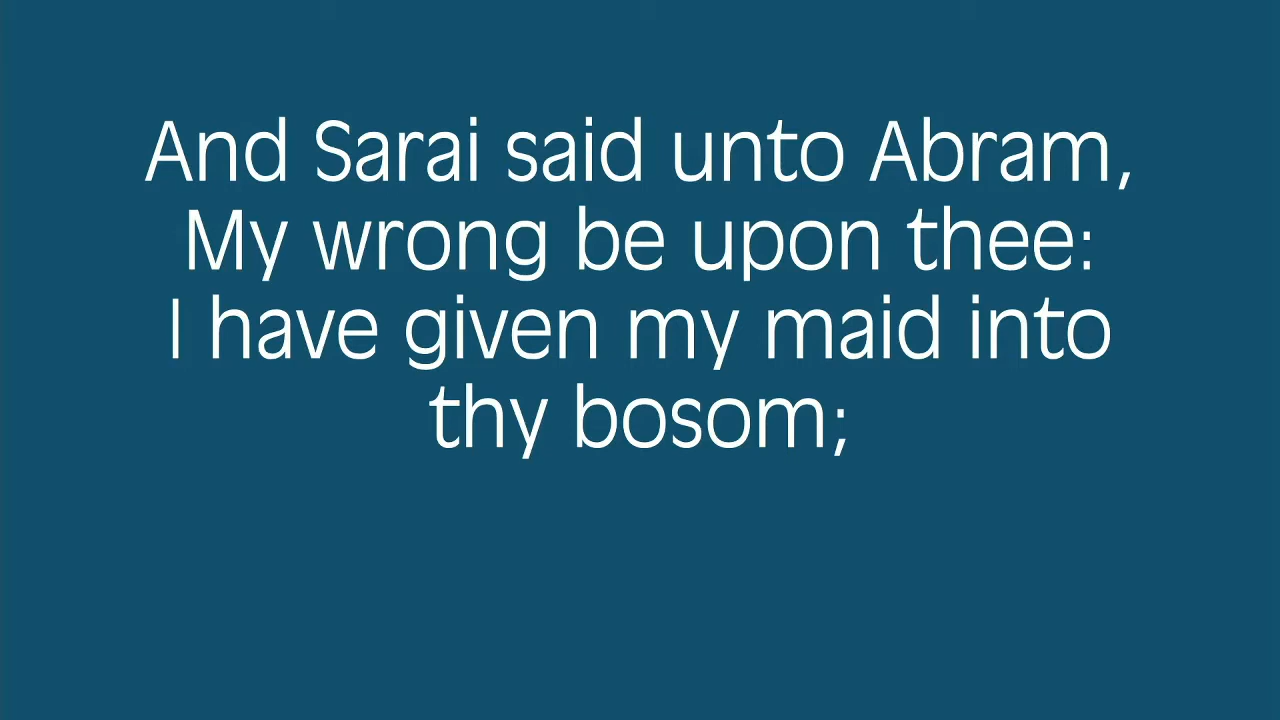 And Sarai said unto Abram,
My wrong be upon thee:
I have given my maid into
thy bosom;